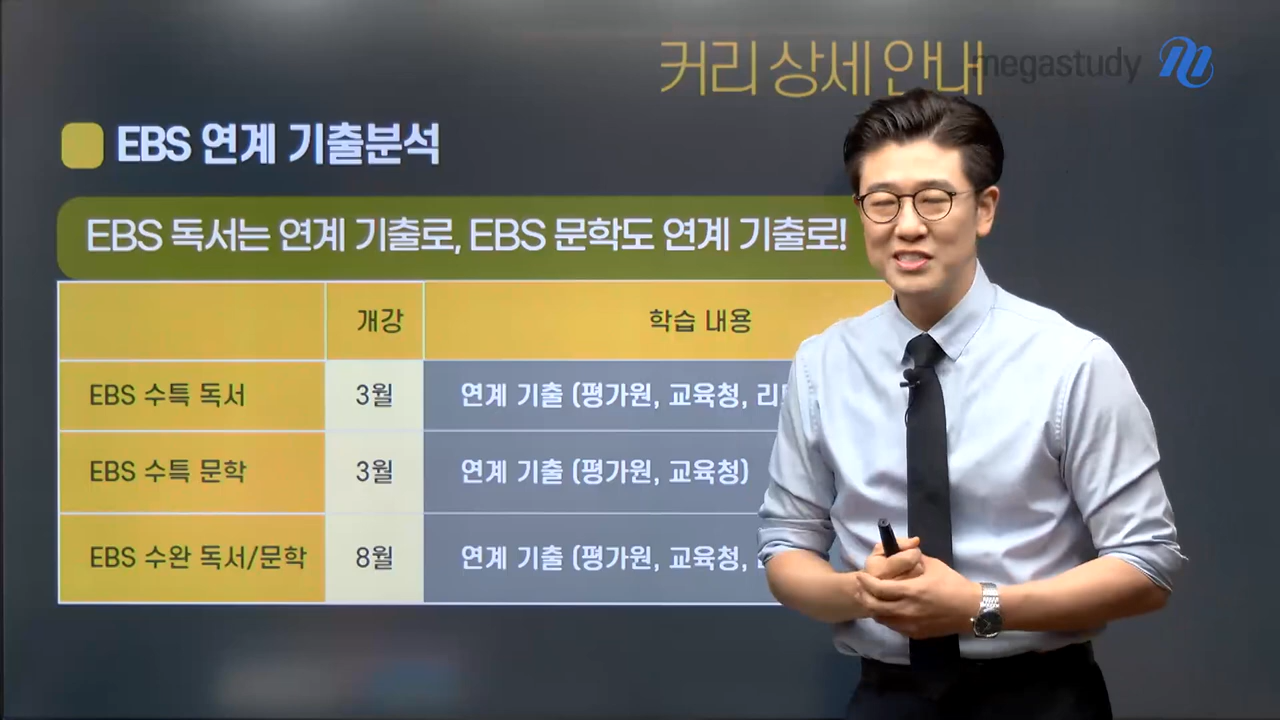 커리 상세 안내
megastudy
EBS 연계 기출분석
EBS 독서는 연계 기출로, EBS 문학도 연계 기출로!
개강 학습 내용
EBS 수특 독서 3월 연계 기출 (평가원, 교육청,
EBS 수특 문학 3월 연계 기출 (평가원, 교육청)
EBS 수완 독서/문학 8월 연계 기출 (평가원, 교육청,